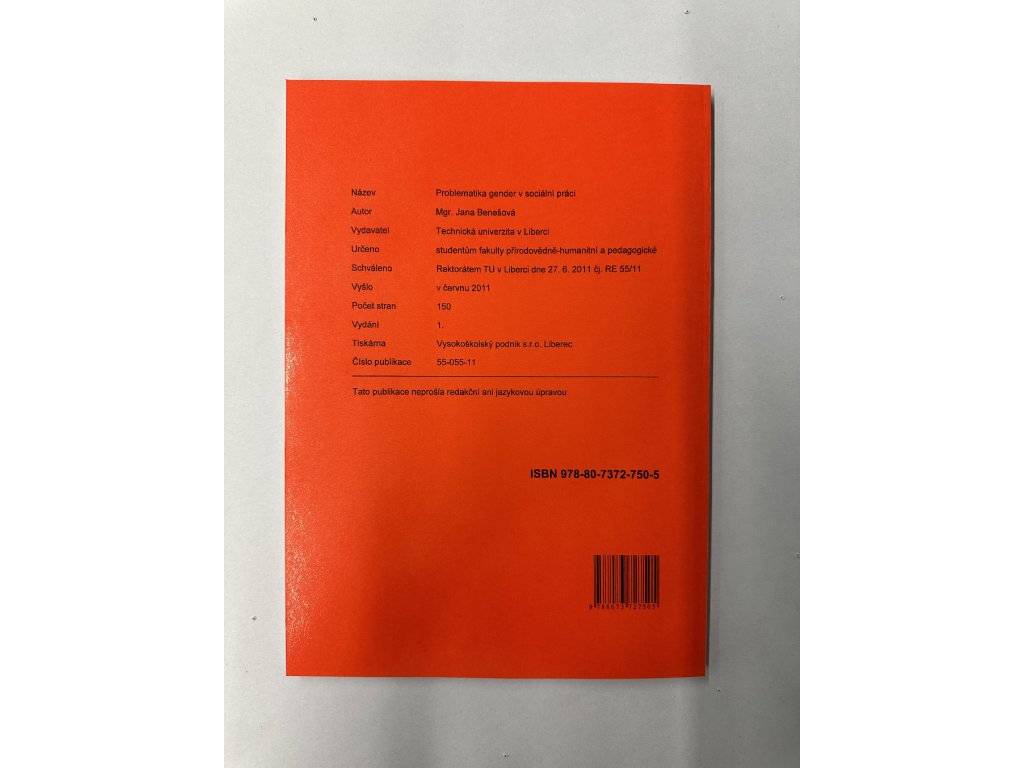 Název Problematika gender v sociální práci
Autor Mgr. Jana Benešová
Vydavatel Technická univerzita v Liberci
Určeno studentům fakulty přírodovědně-humanitní a pedagogické
Schváleno Rektorátem TU v Liberci dne 27. 6. 2011 čj. RE 55/11
Vyšlo v červnu 2011
Počet stran 150
Vydání 1.
Tiskárna Vysokoškolský podnik s.r.o. Liberec
Číslo publikace 55-055-11
Tato publikace neprošla redakční ani jazykovou úpravou
ISBN 978-80-7372-750-5
9 788073 727505